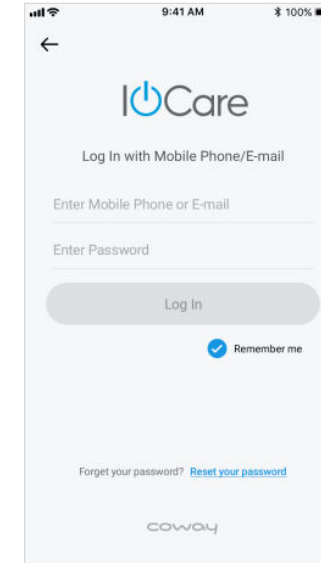 9:41 AM
100%
IOCare
Log In with Mobile Phone/E-mail
Enter Mobile Phone or E-mail
Enter Password
Log In
Remember me
Forget your password? Reset your password
coway